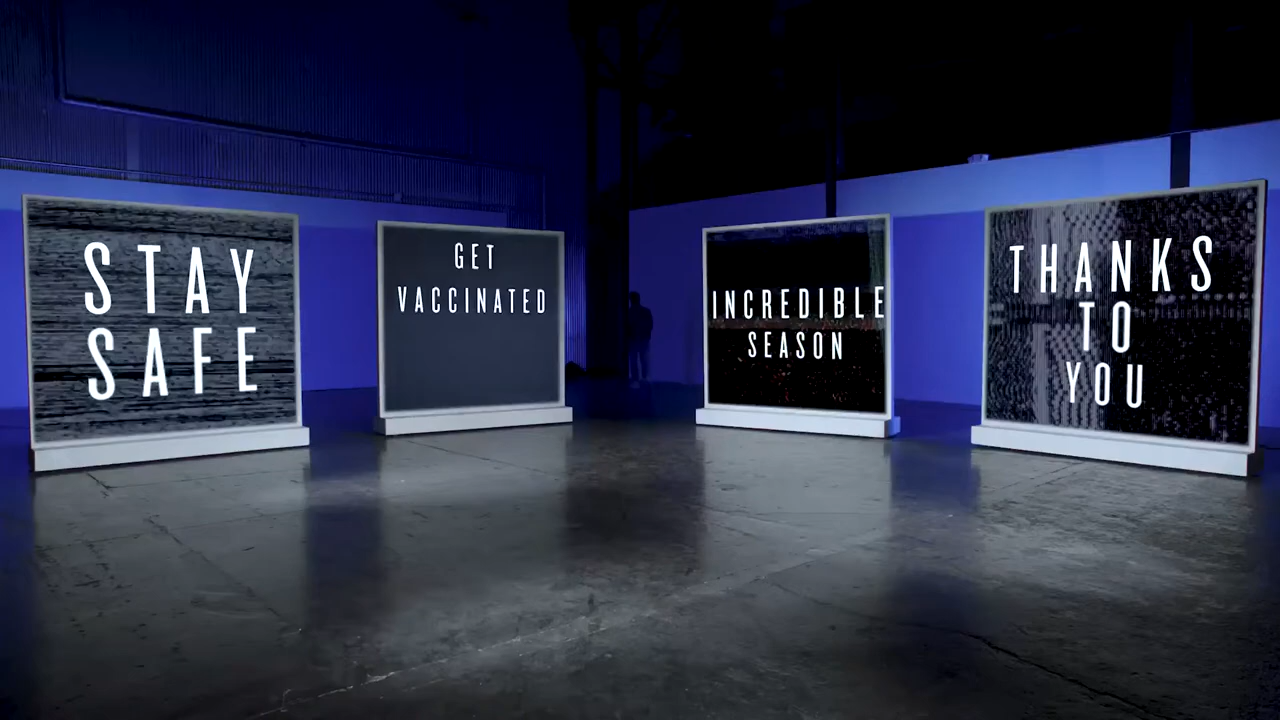 STAY
SAFE
GET
VACCINATED
INCREDIBLE
SEASON
THANKS
TO
YOU